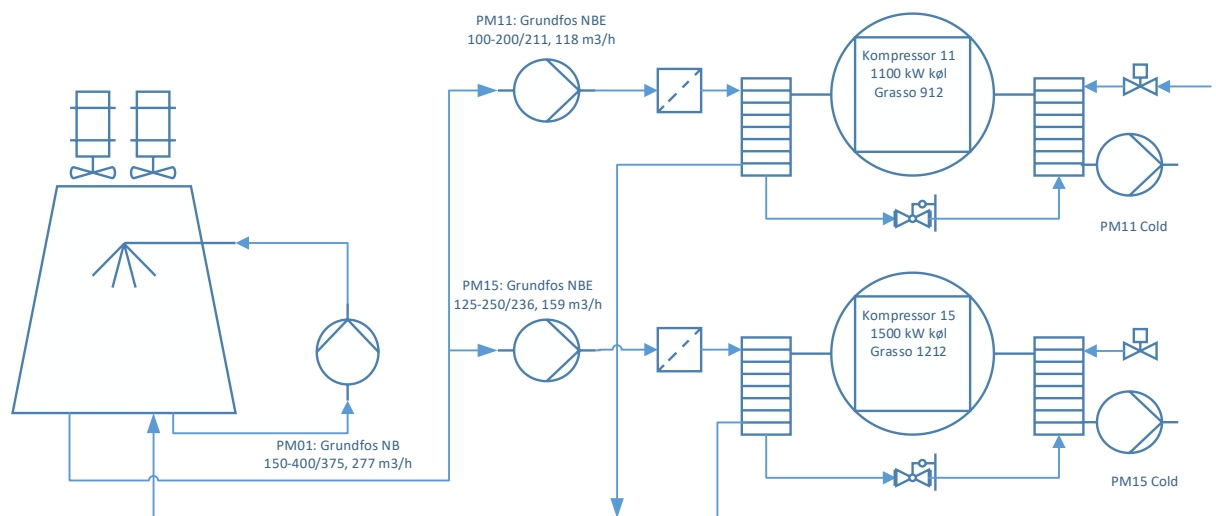 PM11: Grundfos NBE
100-200/211, 118 m3/h
Kompressor 11
1100 kW køl
Grasso 912
PM11 Cold
PM15: Grundfos NBE
125-250/236, 159 m3/h
Kompressor 15
1500 kW køl
Grasso 1212
PM01: Grundfos NB
150-400/375, 277 m3/h
PM15 Cold